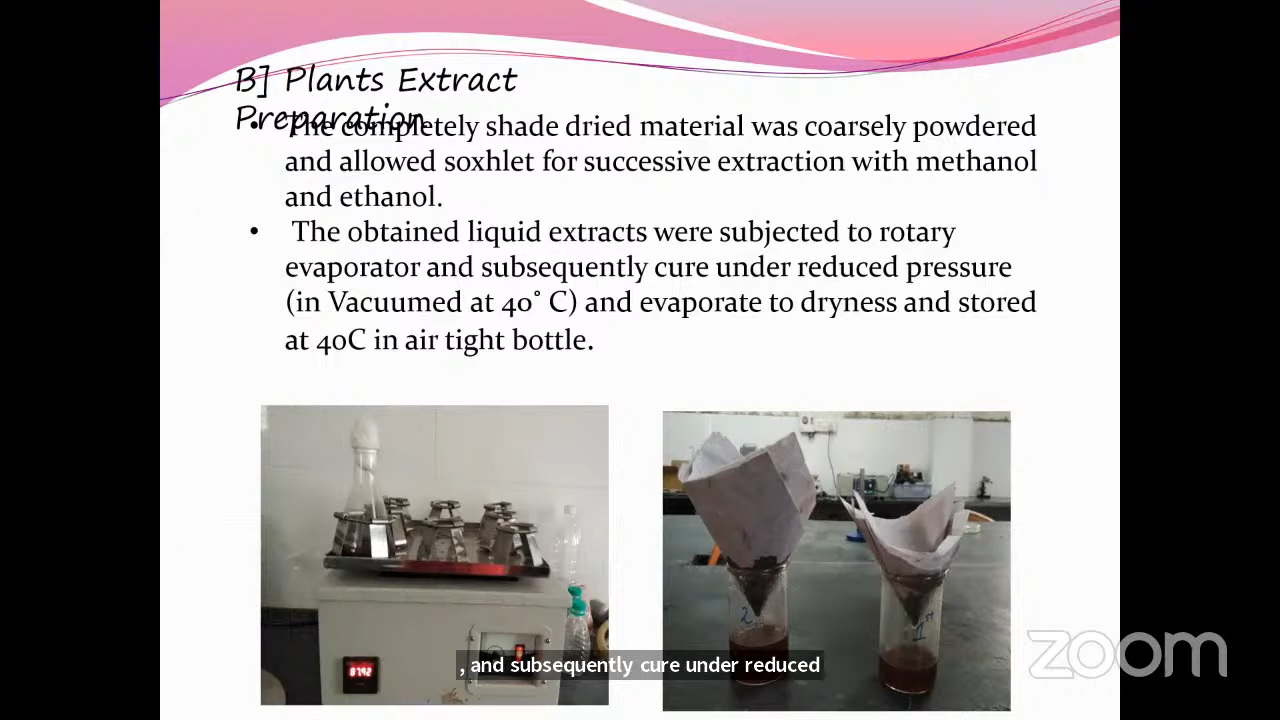 B] Plants Extract
Preparation.
• The completely shade dried material was coarsely powdered
and allowed soxhlet for successive extraction with methanol
and ethanol.
• The obtained liquid extracts were subjected to rotary
evaporator and subsequently cure under reduced pressure
(in Vacuumed at 40° C) and evaporate to dryness and stored
at 40C in air tight bottle.
2
1st
, and subsequently cure under reduced
zoom